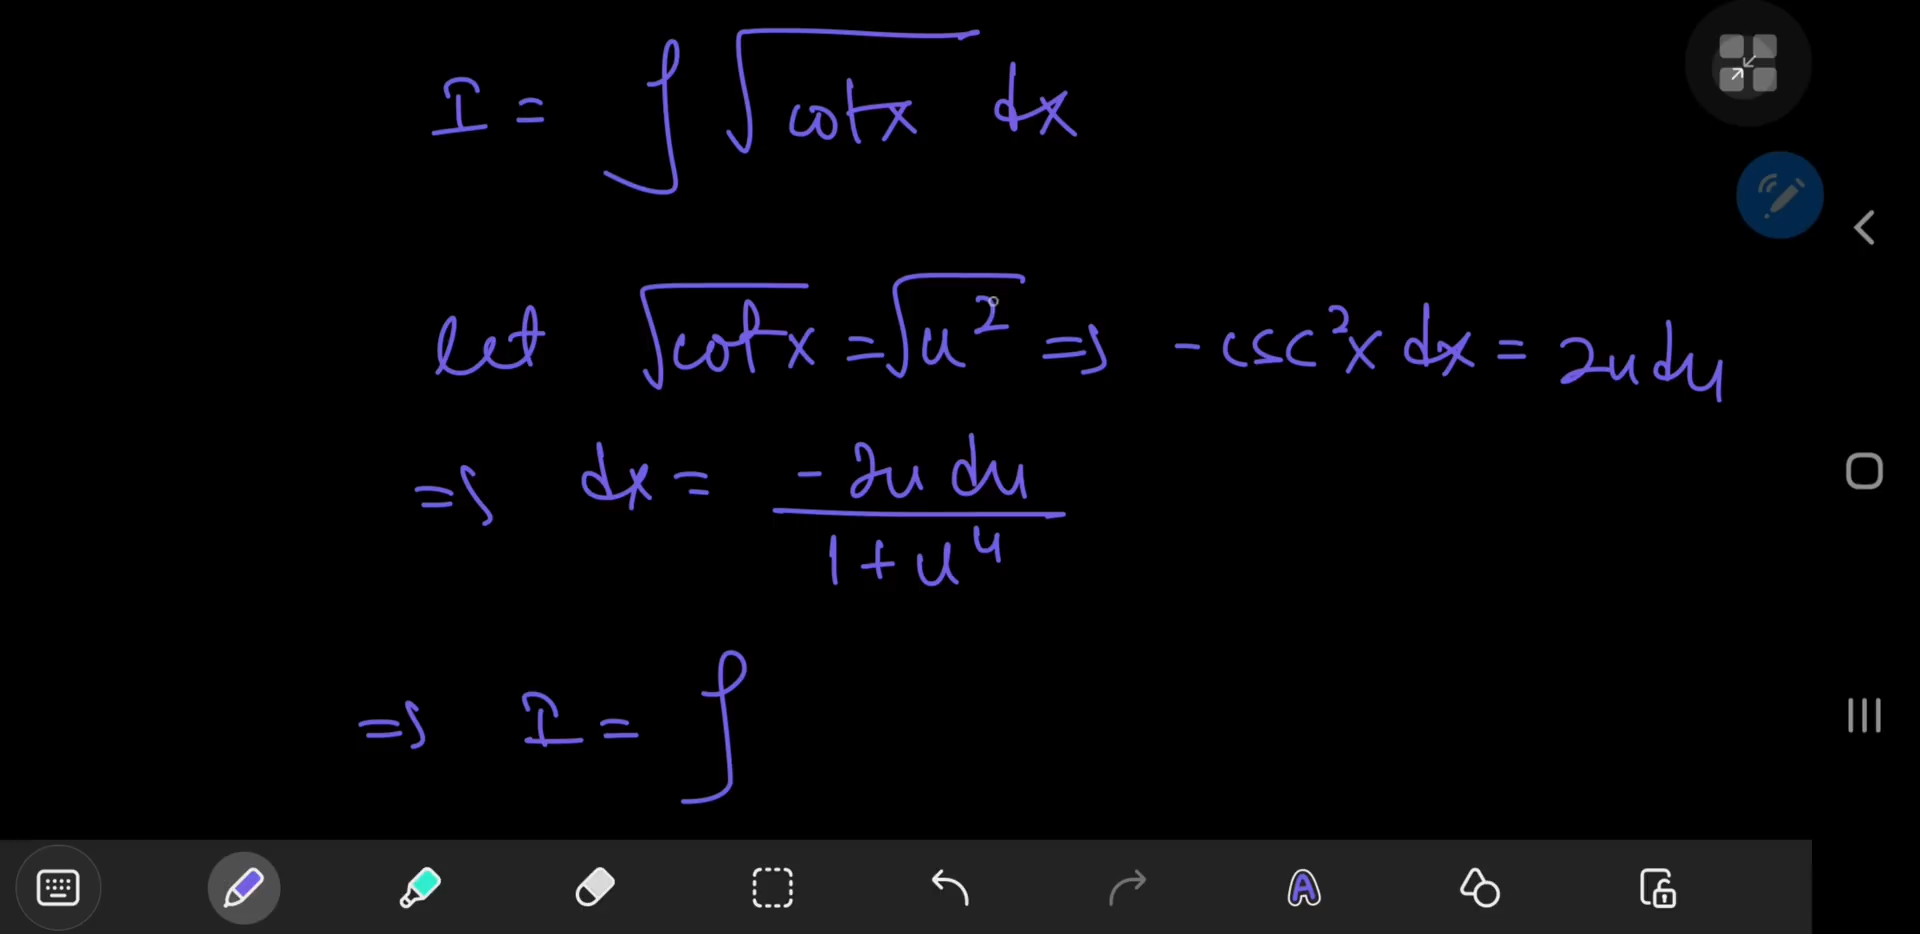 I = ∫ √cotx dx
let √cotx = √u² ⇒ -csc²x dx = 2u du
⇒ dx = -2u du / 1+u⁴
⇒ I = ∫
A